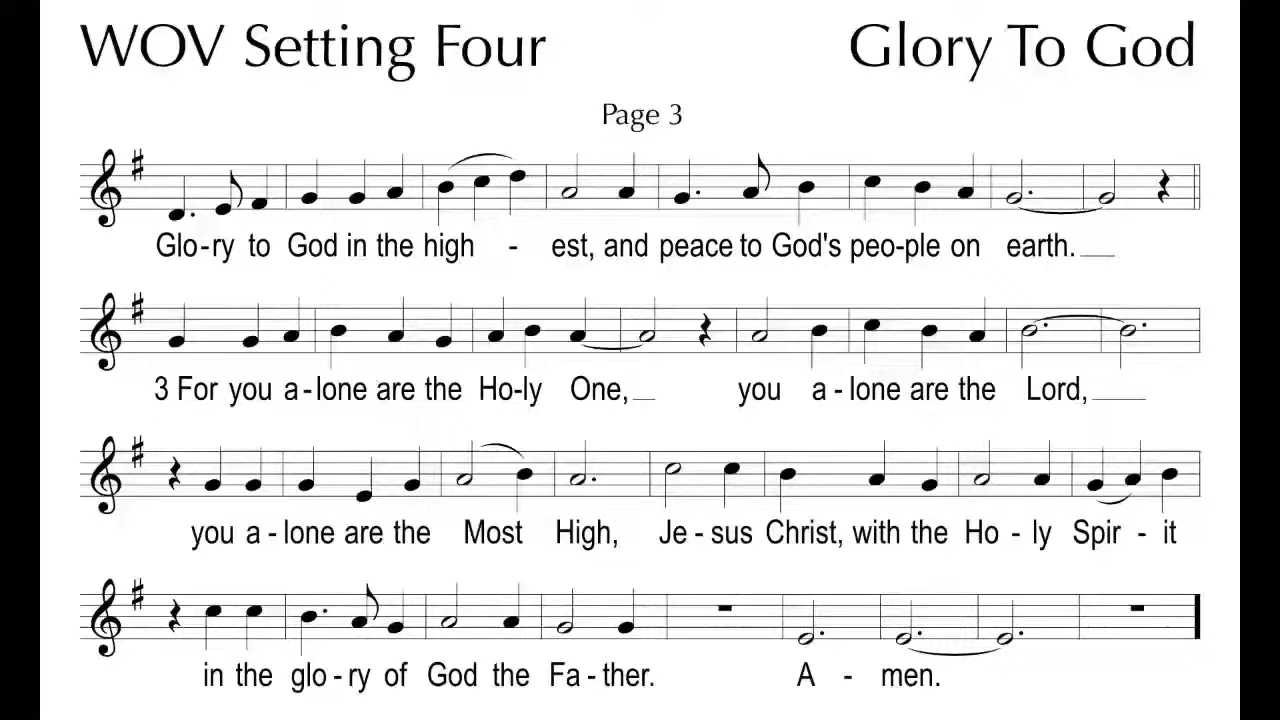 WOV Setting Four Glory To God
Page 3
Glo-ry to God in the high - est, and peace to God's peo-ple on earth.
3 For you a-lone are the Ho-ly One, you a-lone are the Lord,
you a-lone are the Most High, Je-sus Christ, with the Ho-ly Spir-it
in the glo-ry of God the Fa-ther. A - men.